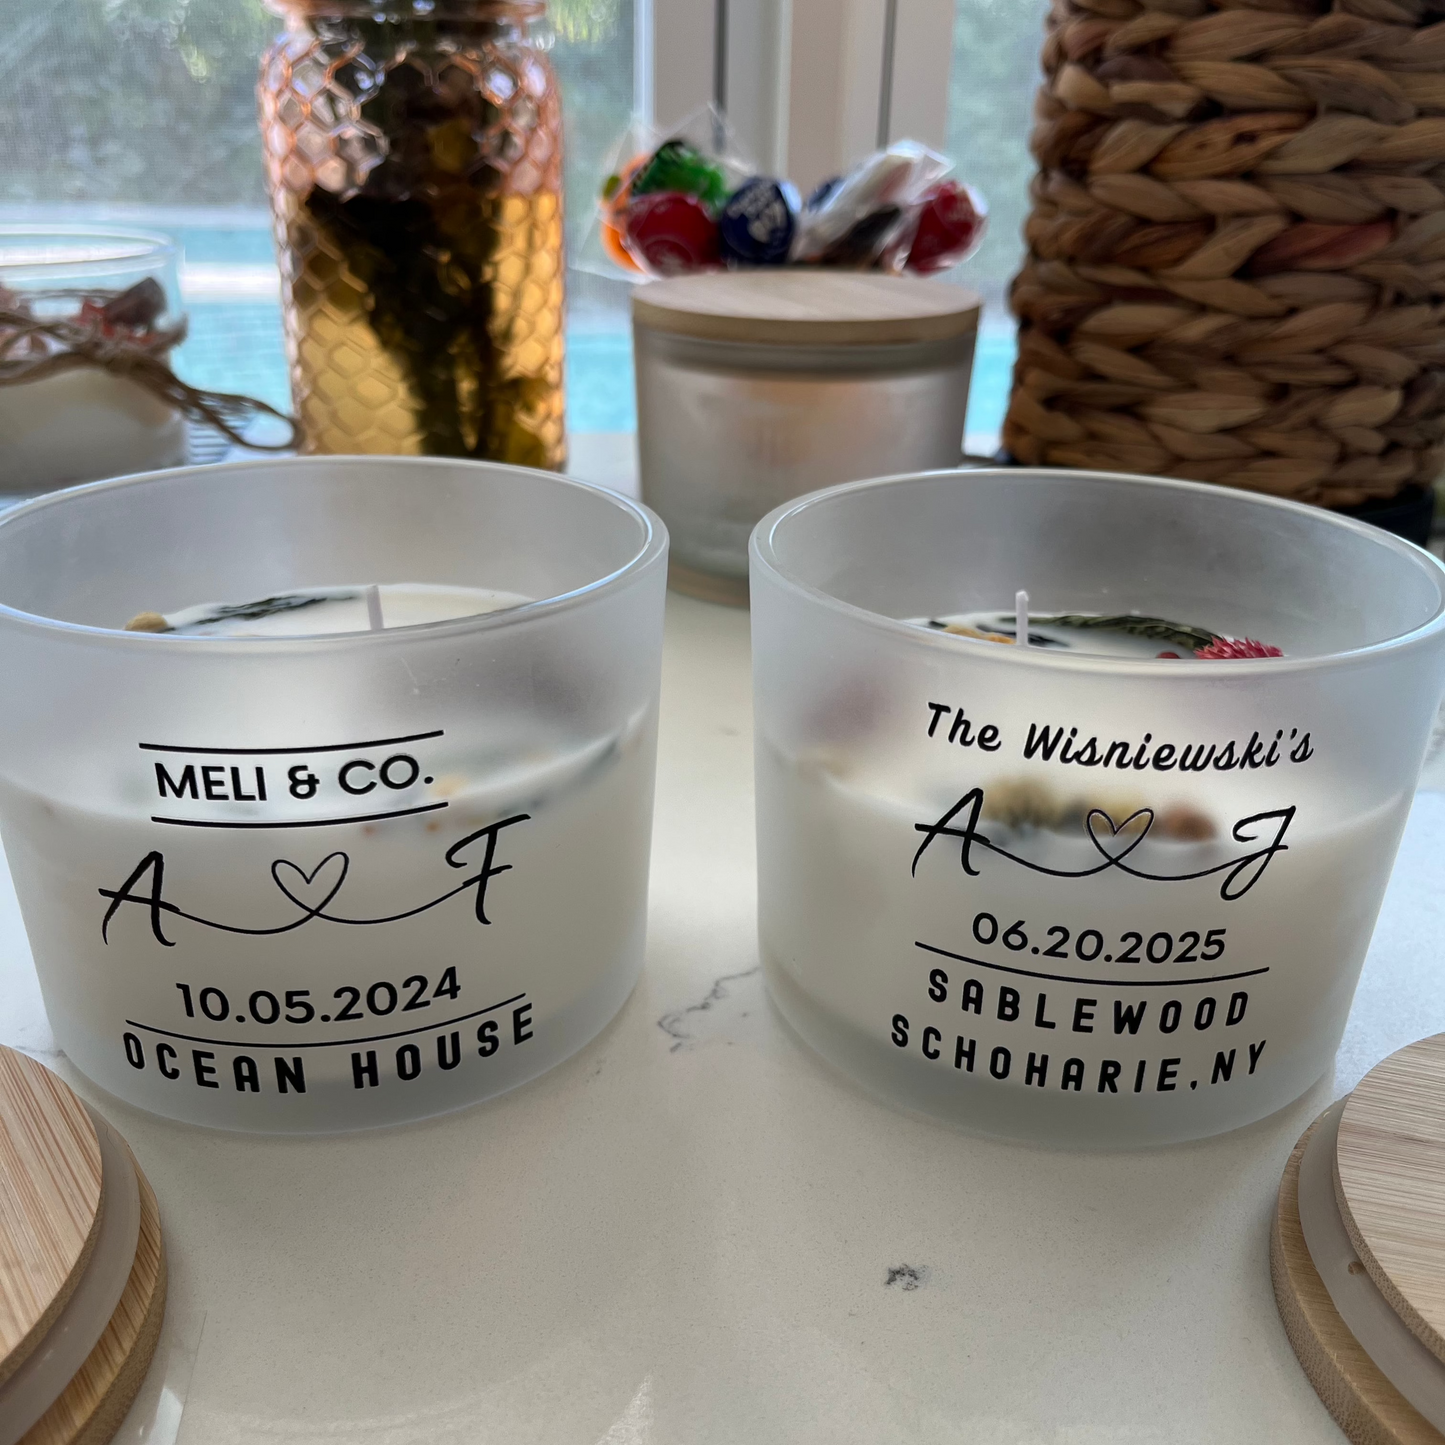 MELI & CO.
A F
10.05.2024
OCEAN HOUSE
The Wisniewski's
A J
06.20.2025
SABLEWOOD
SCHOHARIE, NY